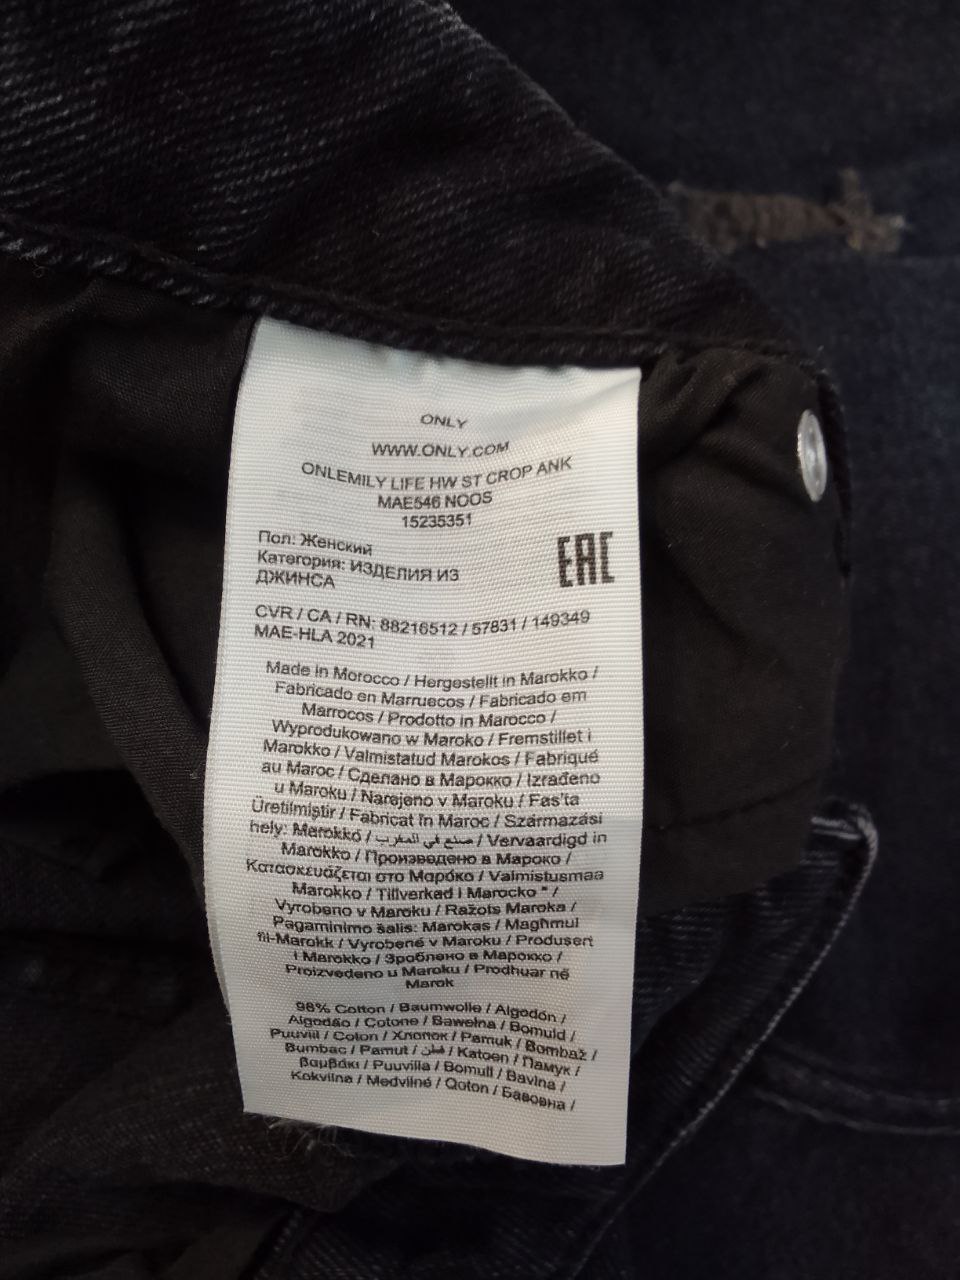 ONLY
WWW.ONLY.COM
ONLEMILY LIFE HW ST CROP ANK
MAE546 NOOS
15235351
Пол: Женский
Категория: ИЗДЕЛИЯ ИЗ
ДЖИНСА
EAC
CVR / CA / RN: 88216512 / 57831 / 149349
MAE-HLA 2021
Made in Morocco / Hergestellt in Marokko /
Fabricado en Marruecos / Fabricado em
Marrocos / Prodotto in Marocco /
Wyprodukowano w Maroko / Fremstillet i
Marokko / Valmistatud Marokos / Fabriqué
au Maroc / Сделано в Марокко / Izrađeno
u Maroku / Narejeno v Maroku / Fas'ta
Üretilmiştir / Fabricat în Maroc / Származási
hely: Marokkó / صنع في المغرب / Vervaardigd in
Marokko / Произведено в Мароко /
Κατασκευάζεται στο Μαρόκο / Valmistusmaa
Marokko / Tillverkad i Marocko * /
Vyrobeno v Maroku / Ražots Maroka /
Pagaminimo šalis: Marokas / Magħmul
fil-Marokk / Vyrobené v Maroku / Produsert
i Marokko / Зроблено в Марокко /
Proizvedeno u Maroku / Prodhuar në
Marok
98% Cotton / Baumwolle / Algodón /
Algodão / Cotone / Bawełna / Bomuld /
Puuvill / Coton / Хлопок / Pamuk / Bombaž /
Bumbac / Pamut / قطن / Katoen / Памук /
Βαμβάκι / Puuvilla / Bomull / Bavlna /
Kokvilna / Medvilnė / Qoton / Бавовна /